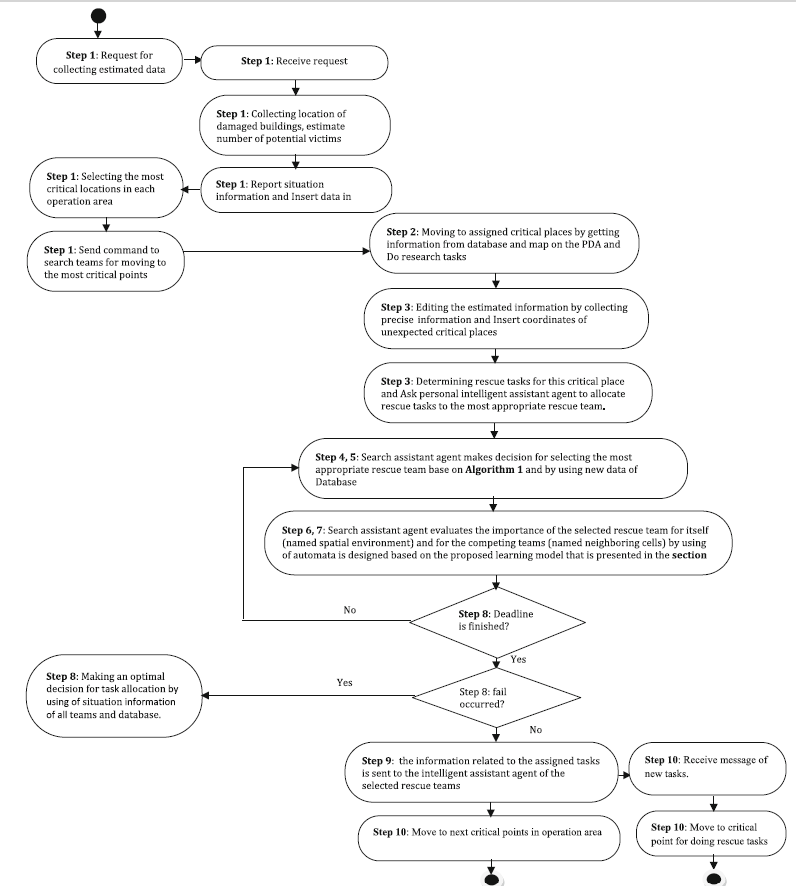 Step 1: Request for
collecting estimated data
Step 1: Receive request
Step 1: Collecting location of
damaged buildings, estimate
number of potential victims
Step 1: Selecting the most
critical locations in each
operation area
Step 1: Report situation
information and Insert data in
Step 1: Send command to
search teams for moving to
the most critical points
Step 2: Moving to assigned critical places by getting
information from database and map on the PDA and
Do research tasks
Step 3: Editing the estimated information by collecting
precise information and Insert coordinates of
unexpected critical places
Step 3: Determining rescue tasks for this critical place
and Ask personal intelligent assistant agent to allocate
rescue tasks to the most appropriate rescue team.
Step 4, 5: Search assistant agent makes decision for selecting the most
appropriate rescue team base on Algorithm 1 and by using new data of
Database
Step 6, 7: Search assistant agent evaluates the importance of the selected rescue team for itself
(named spatial environment) and for the competing teams (named neighboring cells) by using
of automata is designed based on the proposed learning model that is presented in the section
No
Step 8: Deadline
is finished?
Yes
Step 8: Making an optimal
decision for task allocation by
using of situation information
of all teams and database.
Yes
Step 8: fail
occurred?
No
Step 9: the information related to the assigned tasks
is sent to the intelligent assistant agent of the
selected rescue teams
Step 10: Receive message of
new tasks.
Step 10: Move to next critical points in operation area
Step 10: Move to critical
point for doing rescue tasks